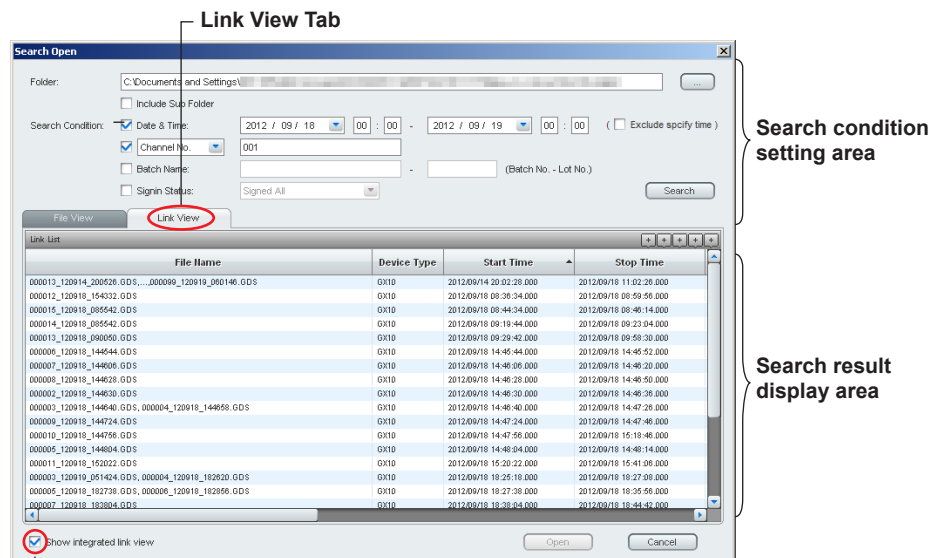 Link View Tab
Search Open
Folder: C:\Documents and Settings\ ...
Include Sub Folder
Search Condition: Date & Time: 2012 / 09 / 18 00 : 00 - 2012 / 09 / 19 00 : 00 ( Exclude spcify time )
Search condition
setting area
Channel No. 001
Batch Name: - (Batch No. - Lot No.)
Signin Status: Signed All Search
File View Link View
Link List + + + + +
File Name Device Type Start Time Stop Time
000013_120914_200526.GDS,...,000099_120919_060146.GDS GX10 2012/09/14 20:02:28.000 2012/09/18 11:02:26.000
000012_120918_154332.GDS GX10 2012/09/18 08:36:34.000 2012/09/18 08:59:56.000
000015_120918_085542.GDS GX10 2012/09/18 08:44:34.000 2012/09/18 08:46:14.000
000014_120918_085542.GDS GX10 2012/09/18 09:19:44.000 2012/09/18 09:23:04.000
000013_120918_090050.GDS GX10 2012/09/18 09:29:42.000 2012/09/18 09:58:30.000
000006_120918_144544.GDS GX10 2012/09/18 14:45:44.000 2012/09/18 14:45:52.000
000007_120918_144606.GDS GX10 2012/09/18 14:46:06.000 2012/09/18 14:46:20.000
000008_120918_144628.GDS GX10 2012/09/18 14:46:28.000 2012/09/18 14:46:50.000
000002_120918_144630.GDS GX10 2012/09/18 14:46:30.000 2012/09/18 14:46:36.000
000003_120918_144640.GDS, 000004_120918_144658.GDS GX10 2012/09/18 14:46:40.000 2012/09/18 14:47:26.000
000009_120918_144724.GDS GX10 2012/09/18 14:47:24.000 2012/09/18 14:47:46.000
000010_120918_144756.GDS GX10 2012/09/18 14:47:56.000 2012/09/18 15:18:46.000
000005_120918_144804.GDS GX10 2012/09/18 14:48:04.000 2012/09/18 14:48:14.000
000011_120918_152022.GDS GX10 2012/09/18 15:20:22.000 2012/09/18 15:41:06.000
000003_120919_051424.GDS, 000004_120918_182620.GDS GX10 2012/09/18 18:25:18.000 2012/09/18 18:27:08.000
000005_120918_182738.GDS, 000006_120918_182856.GDS GX10 2012/09/18 18:27:38.000 2012/09/18 18:35:56.000
000007_120918_183804.GDS GX10 2012/09/18 18:38:04.000 2012/09/18 18:44:42.000
Search result
display area
Show integrated link view Open Cancel